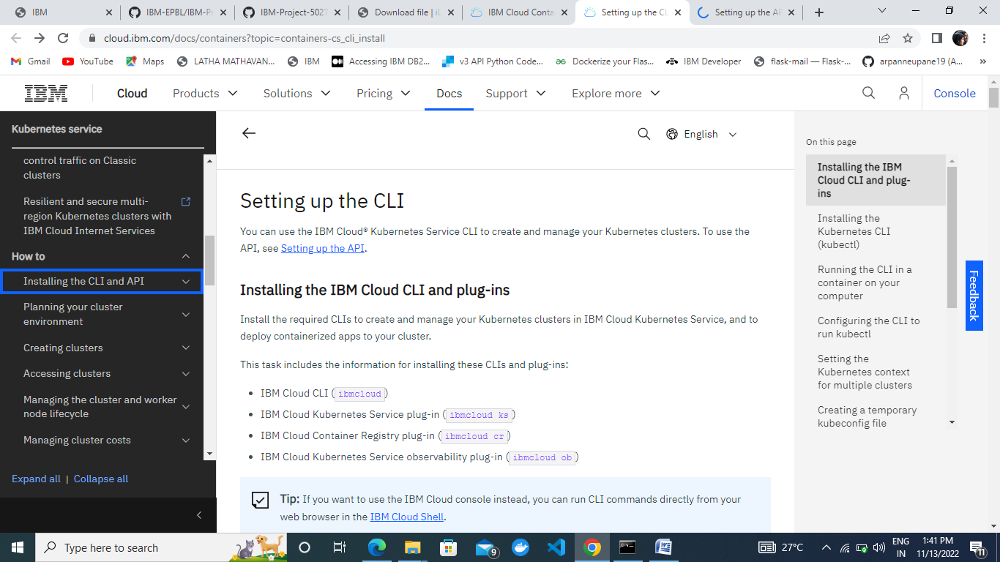 IBM
IBM-EPBL/IBM-Pr
IBM-Project-5027
Download file | iL
IBM Cloud Conta
Setting up the CL
Setting up the AP
cloud.ibm.com/docs/containers?topic=containers-cs_cli_install
Gmail
YouTube
Maps
LATHA MATHAVAN...
IBM
Accessing IBM DB2...
v3 API Python Code...
Dockerize your Flas...
IBM Developer
flask-mail — Flask-...
arpanneupane19 (A...
»
IBM
Cloud
Products
Solutions
Pricing
Docs
Support
Explore more
Console
Kubernetes service
control traffic on Classic
clusters
Resilient and secure multi-
region Kubernetes clusters with
IBM Cloud Internet Services
How to
Installing the CLI and API
Planning your cluster
environment
Creating clusters
Accessing clusters
Managing the cluster and worker
node lifecycle
Managing cluster costs
Expand all | Collapse all
English
Setting up the CLI
You can use the IBM Cloud® Kubernetes Service CLI to create and manage your Kubernetes clusters. To use the
API, see Setting up the API.
Installing the IBM Cloud CLI and plug-ins
Install the required CLIs to create and manage your Kubernetes clusters in IBM Cloud Kubernetes Service, and to
deploy containerized apps to your cluster.
This task includes the information for installing these CLIs and plug-ins:
• IBM Cloud CLI (ibmcloud)
• IBM Cloud Kubernetes Service plug-in (ibmcloud ks)
• IBM Cloud Container Registry plug-in (ibmcloud cr)
• IBM Cloud Kubernetes Service observability plug-in (ibmcloud ob)
Tip: If you want to use the IBM Cloud console instead, you can run CLI commands directly from your
web browser in the IBM Cloud Shell.
On this page
Installing the IBM
Cloud CLI and plug-
ins
Installing the
Kubernetes CLI
(kubectl)
Running the CLI in a
container on your
computer
Configuring the CLI to
run kubectl
Setting the
Kubernetes context
for multiple clusters
Creating a temporary
kubeconfig file
Feedback
Type here to search
9
27°C
ENG
IN
1:41 PM
11/13/2022
11